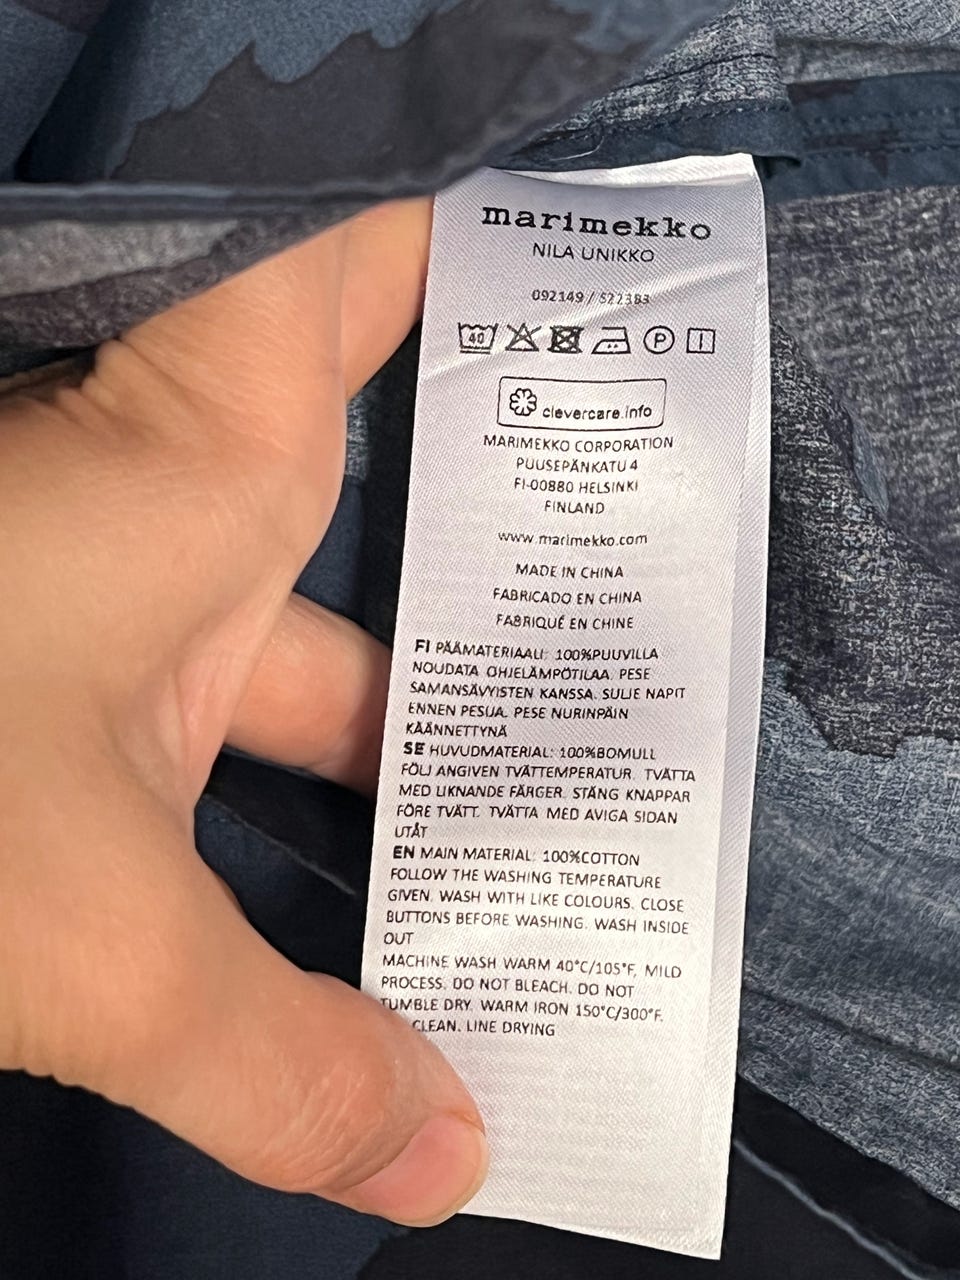 marimekko
NILA UNIKKO
092149 / 522383
40 P
clevercare.info
MARIMEKKO CORPORATION
PUUSEPÄNKATU 4
FI-00880 HELSINKI
FINLAND
www.marimekko.com
MADE IN CHINA
FABRICADO EN CHINA
FABRIQUÉ EN CHINE
FI PÄÄMATERIAALI: 100%PUUVILLA
NOUDATA OHJELÄMPÖTILAA. PESE
SAMANSÄVYISTEN KANSSA. SULJE NAPIT
ENNEN PESUA. PESE NURINPÄIN
KÄÄNNETTYNÄ
SE HUVUDMATERIAL: 100%BOMULL
FÖLJ ANGIVEN TVÄTTEMPERATUR. TVÄTTA
MED LIKNANDE FÄRGER. STÄNG KNAPPAR
FÖRE TVÄTT. TVÄTTA MED AVIGA SIDAN
UTÅT
EN MAIN MATERIAL: 100%COTTON
FOLLOW THE WASHING TEMPERATURE
GIVEN. WASH WITH LIKE COLOURS. CLOSE
BUTTONS BEFORE WASHING. WASH INSIDE
OUT
MACHINE WASH WARM 40°C/105°F, MILD
PROCESS. DO NOT BLEACH. DO NOT
TUMBLE DRY. WARM IRON 150°C/300°F.
CLEAN. LINE DRYING